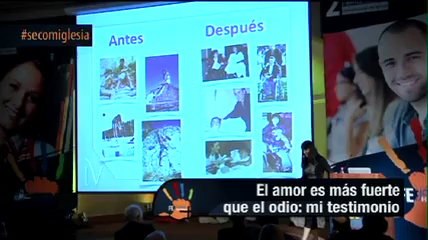 #secomiglesia
Antes
Después
El amor es más fuerte
que el odio: mi testimonio